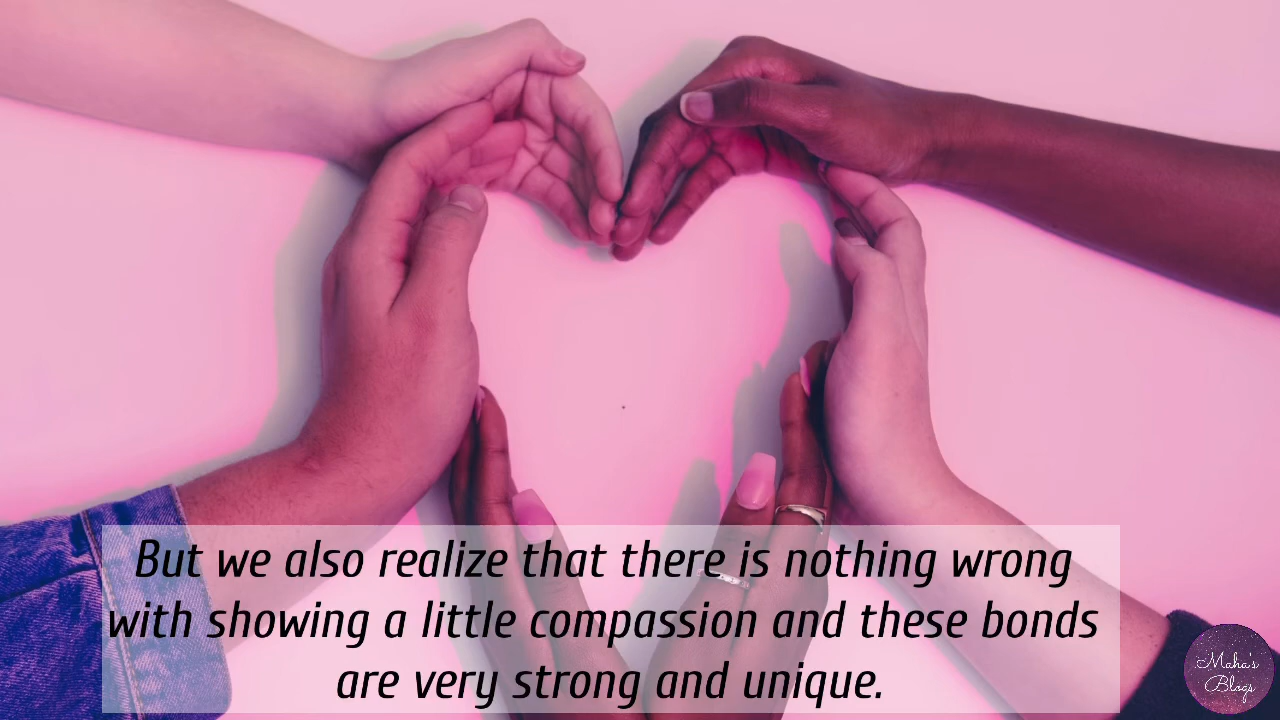 But we also realize that there is nothing wrong
with showing a little compassion and these bonds
are very strong and unique.
Maha's
Blogs